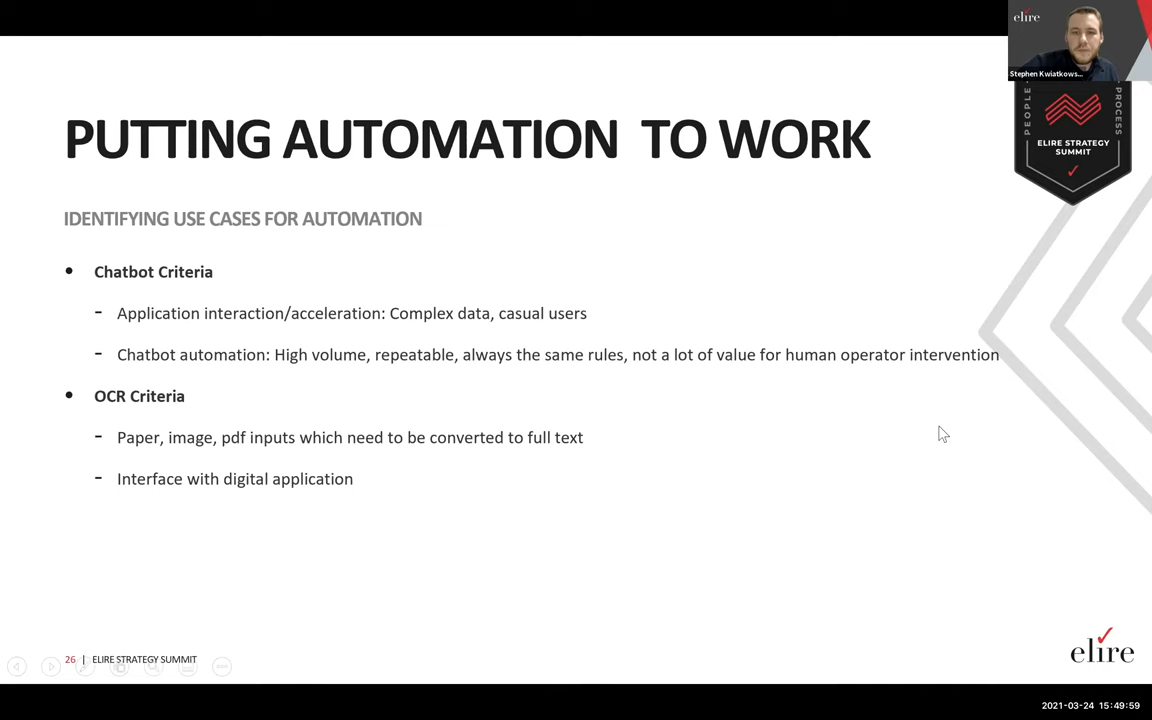 elire
Stephen Kwiatkows...
PEOPLE
PROCESS
ELIRE STRATEGY
SUMMIT
PUTTING AUTOMATION TO WORK
IDENTIFYING USE CASES FOR AUTOMATION
• Chatbot Criteria
- Application interaction/acceleration: Complex data, casual users
- Chatbot automation: High volume, repeatable, always the same rules, not a lot of value for human operator intervention
• OCR Criteria
- Paper, image, pdf inputs which need to be converted to full text
- Interface with digital application
26 | ELIRE STRATEGY SUMMIT
elire
2021-03-24 15:49:59